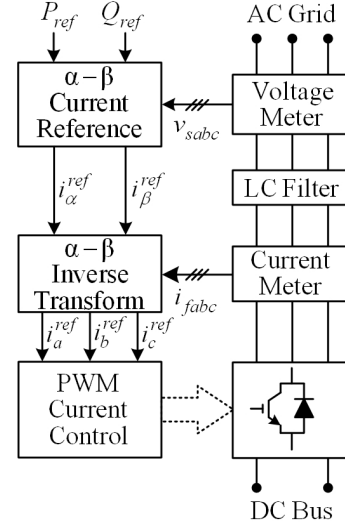 P_ref Q_ref AC Grid
α−β
Current
Reference
v_sabc
Voltage
Meter
LC Filter
i_α^ref i_β^ref
α−β
Inverse
Transform
i_fabc
Current
Meter
i_a^ref i_b^ref i_c^ref
PWM
Current
Control
DC Bus